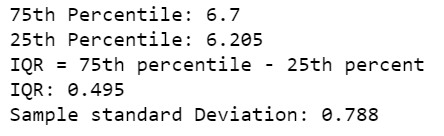 75th Percentile: 6.7
25th Percentile: 6.205
IQR = 75th percentile - 25th percent
IQR: 0.495
Sample standard Deviation: 0.788